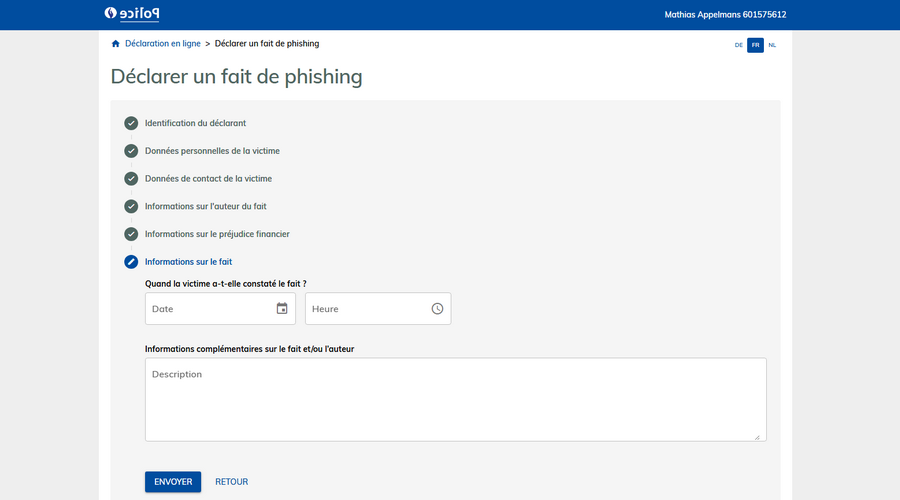 Police
Mathias Appelmans 601575612
Déclaration en ligne > Déclarer un fait de phishing
DE FR NL
Déclarer un fait de phishing
Identification du déclarant
Données personnelles de la victime
Données de contact de la victime
Informations sur l'auteur du fait
Informations sur le préjudice financier
Informations sur le fait
Quand la victime a-t-elle constaté le fait ?
Date
Heure
Informations complémentaires sur le fait et/ou l'auteur
Description
ENVOYER
RETOUR